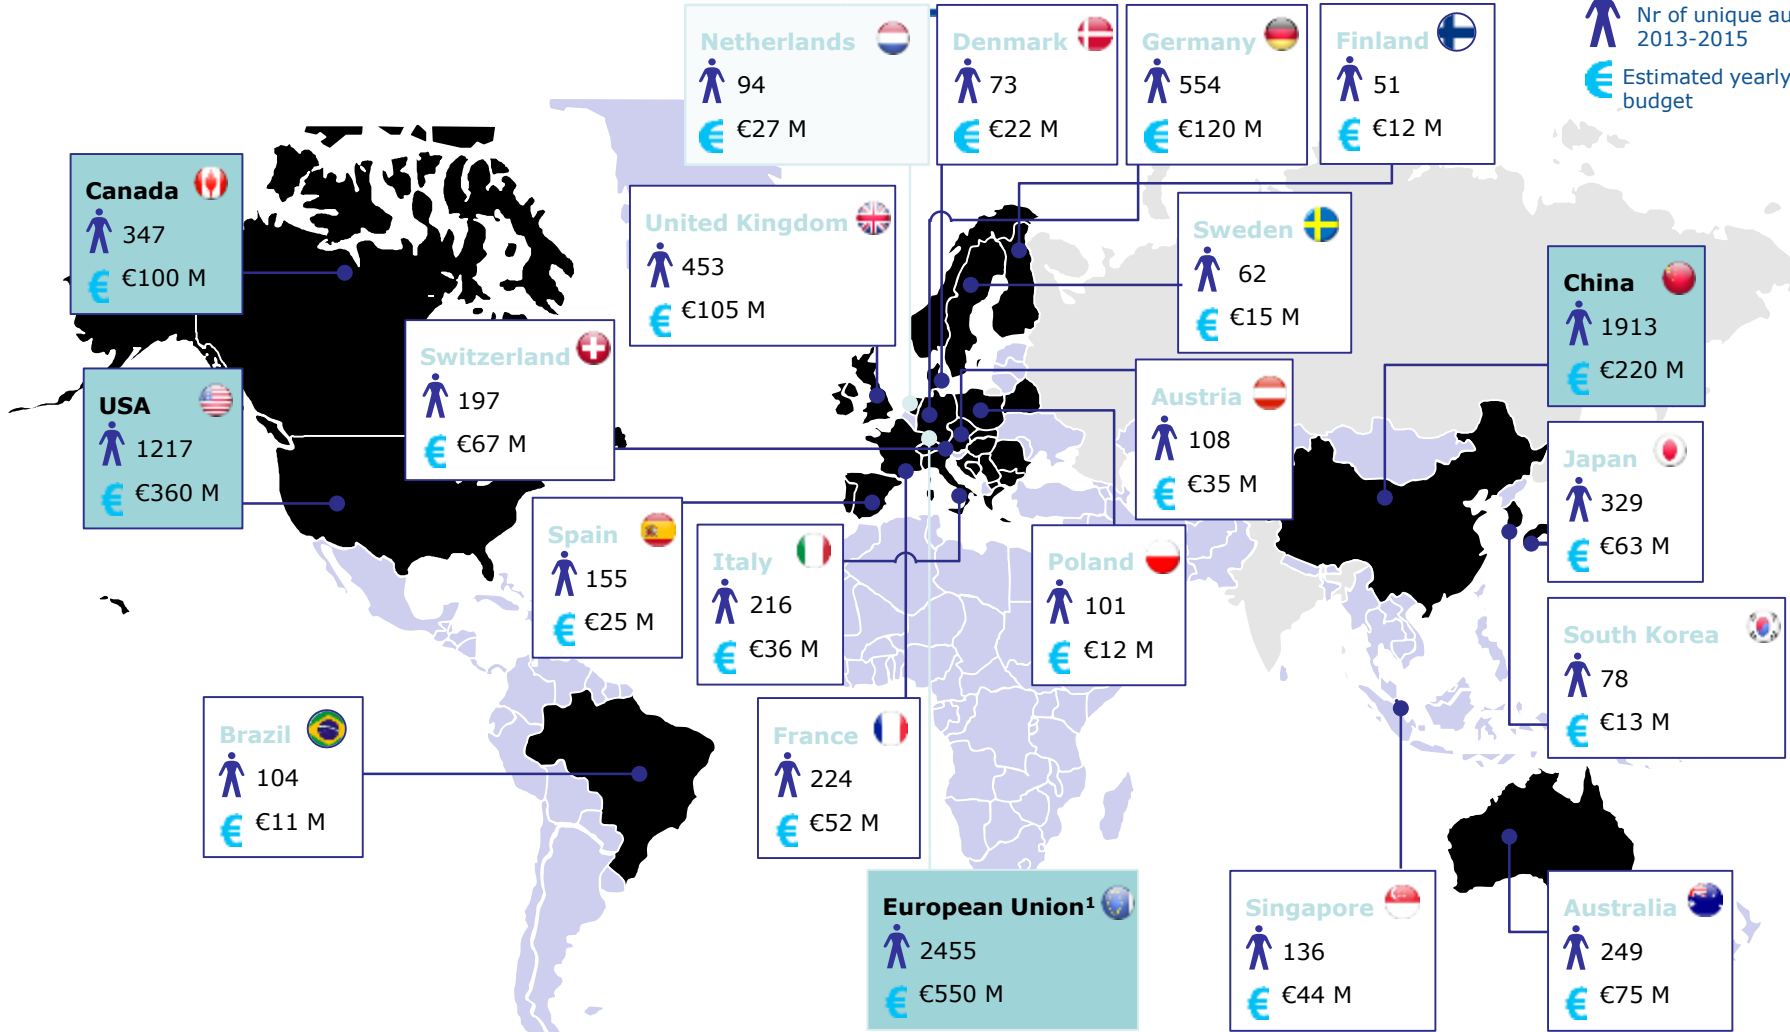 Netherlands
94
€27 M
Denmark
73
€22 M
Germany
554
€120 M
Finland
51
€12 M
Nr of unique
2013-2015
Estimated yearly
budget
Canada
347
€100 M
United Kingdom
453
€105 M
Sweden
62
€15 M
China
1913
€220 M
USA
1217
€360 M
Switzerland
197
€67 M
Austria
108
€35 M
Japan
329
€63 M
Spain
155
€25 M
Italy
216
€36 M
Poland
101
€12 M
South Korea
78
€13 M
Brazil
104
€11 M
France
224
€52 M
European Union¹
2455
€550 M
Singapore
136
€44 M
Australia
249
€75 M